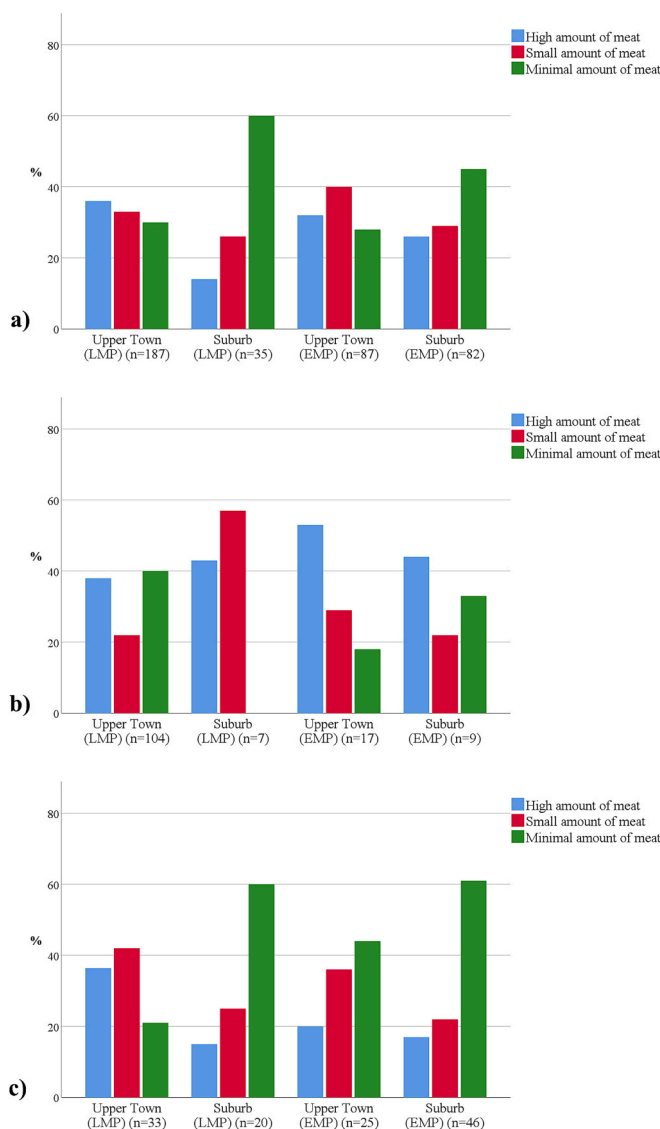 High amount of meat
Small amount of meat
Minimal amount of meat
80
60
%
40
20
0
a)
Upper Town Suburb Upper Town Suburb
(LMP) (n=187) (LMP) (n=35) (EMP) (n=87) (EMP) (n=82)
High amount of meat
Small amount of meat
Minimal amount of meat
80
60
%
40
20
0
b)
Upper Town Suburb Upper Town Suburb
(LMP) (n=104) (LMP) (n=7) (EMP) (n=17) (EMP) (n=9)
High amount of meat
Small amount of meat
Minimal amount of meat
80
60
%
40
20
0
c)
Upper Town Suburb Upper Town Suburb
(LMP) (n=33) (LMP) (n=20) (EMP) (n=25) (EMP) (n=46)